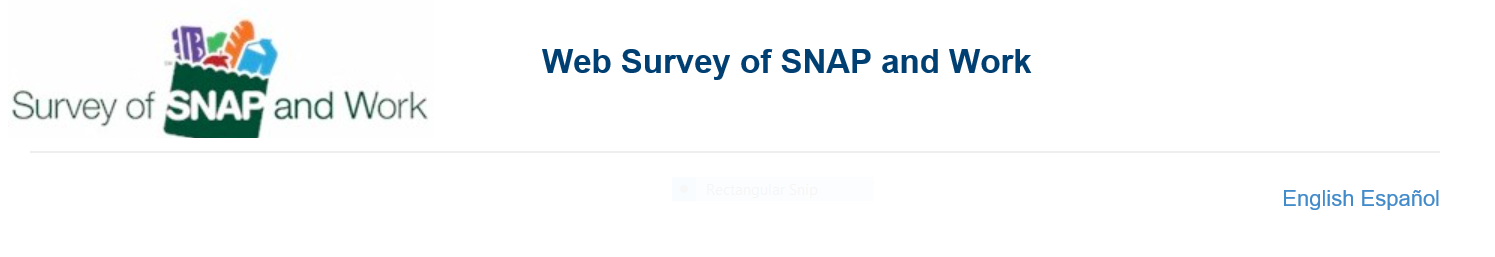 Survey of SNAP and Work
Web Survey of SNAP and Work
Rectangular Snip
English Español